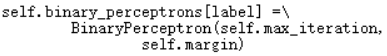 self.binary_perceptrons[label] =\
BinaryPerceptron(self.max_iteration,
self.margin)